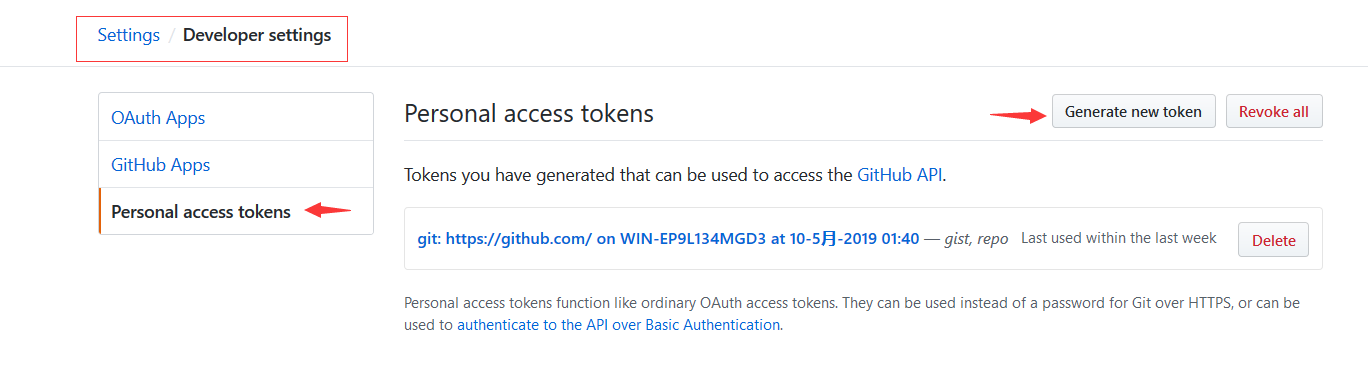 Settings / Developer settings
OAuth Apps
GitHub Apps
Personal access tokens
Personal access tokens
Generate new token
Revoke all
Tokens you have generated that can be used to access the GitHub API.
git: https://github.com/ on WIN-EP9L134MGD3 at 10-5月-2019 01:40 — gist, repo
Last used within the last week
Delete
Personal access tokens function like ordinary OAuth access tokens. They can be used instead of a password for Git over HTTPS, or can be
used to authenticate to the API over Basic Authentication.